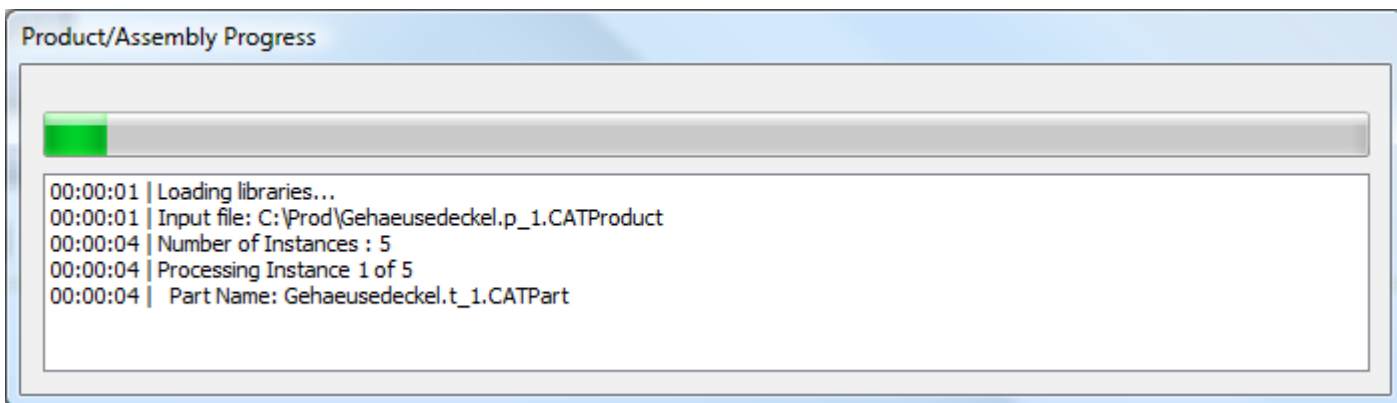 Product/Assembly Progress
00:00:01 | Loading libraries...
00:00:01 | Input file: C:\Prod\Gehaeusedeckel.p_1.CATProduct
00:00:04 | Number of Instances : 5
00:00:04 | Processing Instance 1 of 5
00:00:04 |   Part Name: Gehaeusedeckel.t_1.CATPart